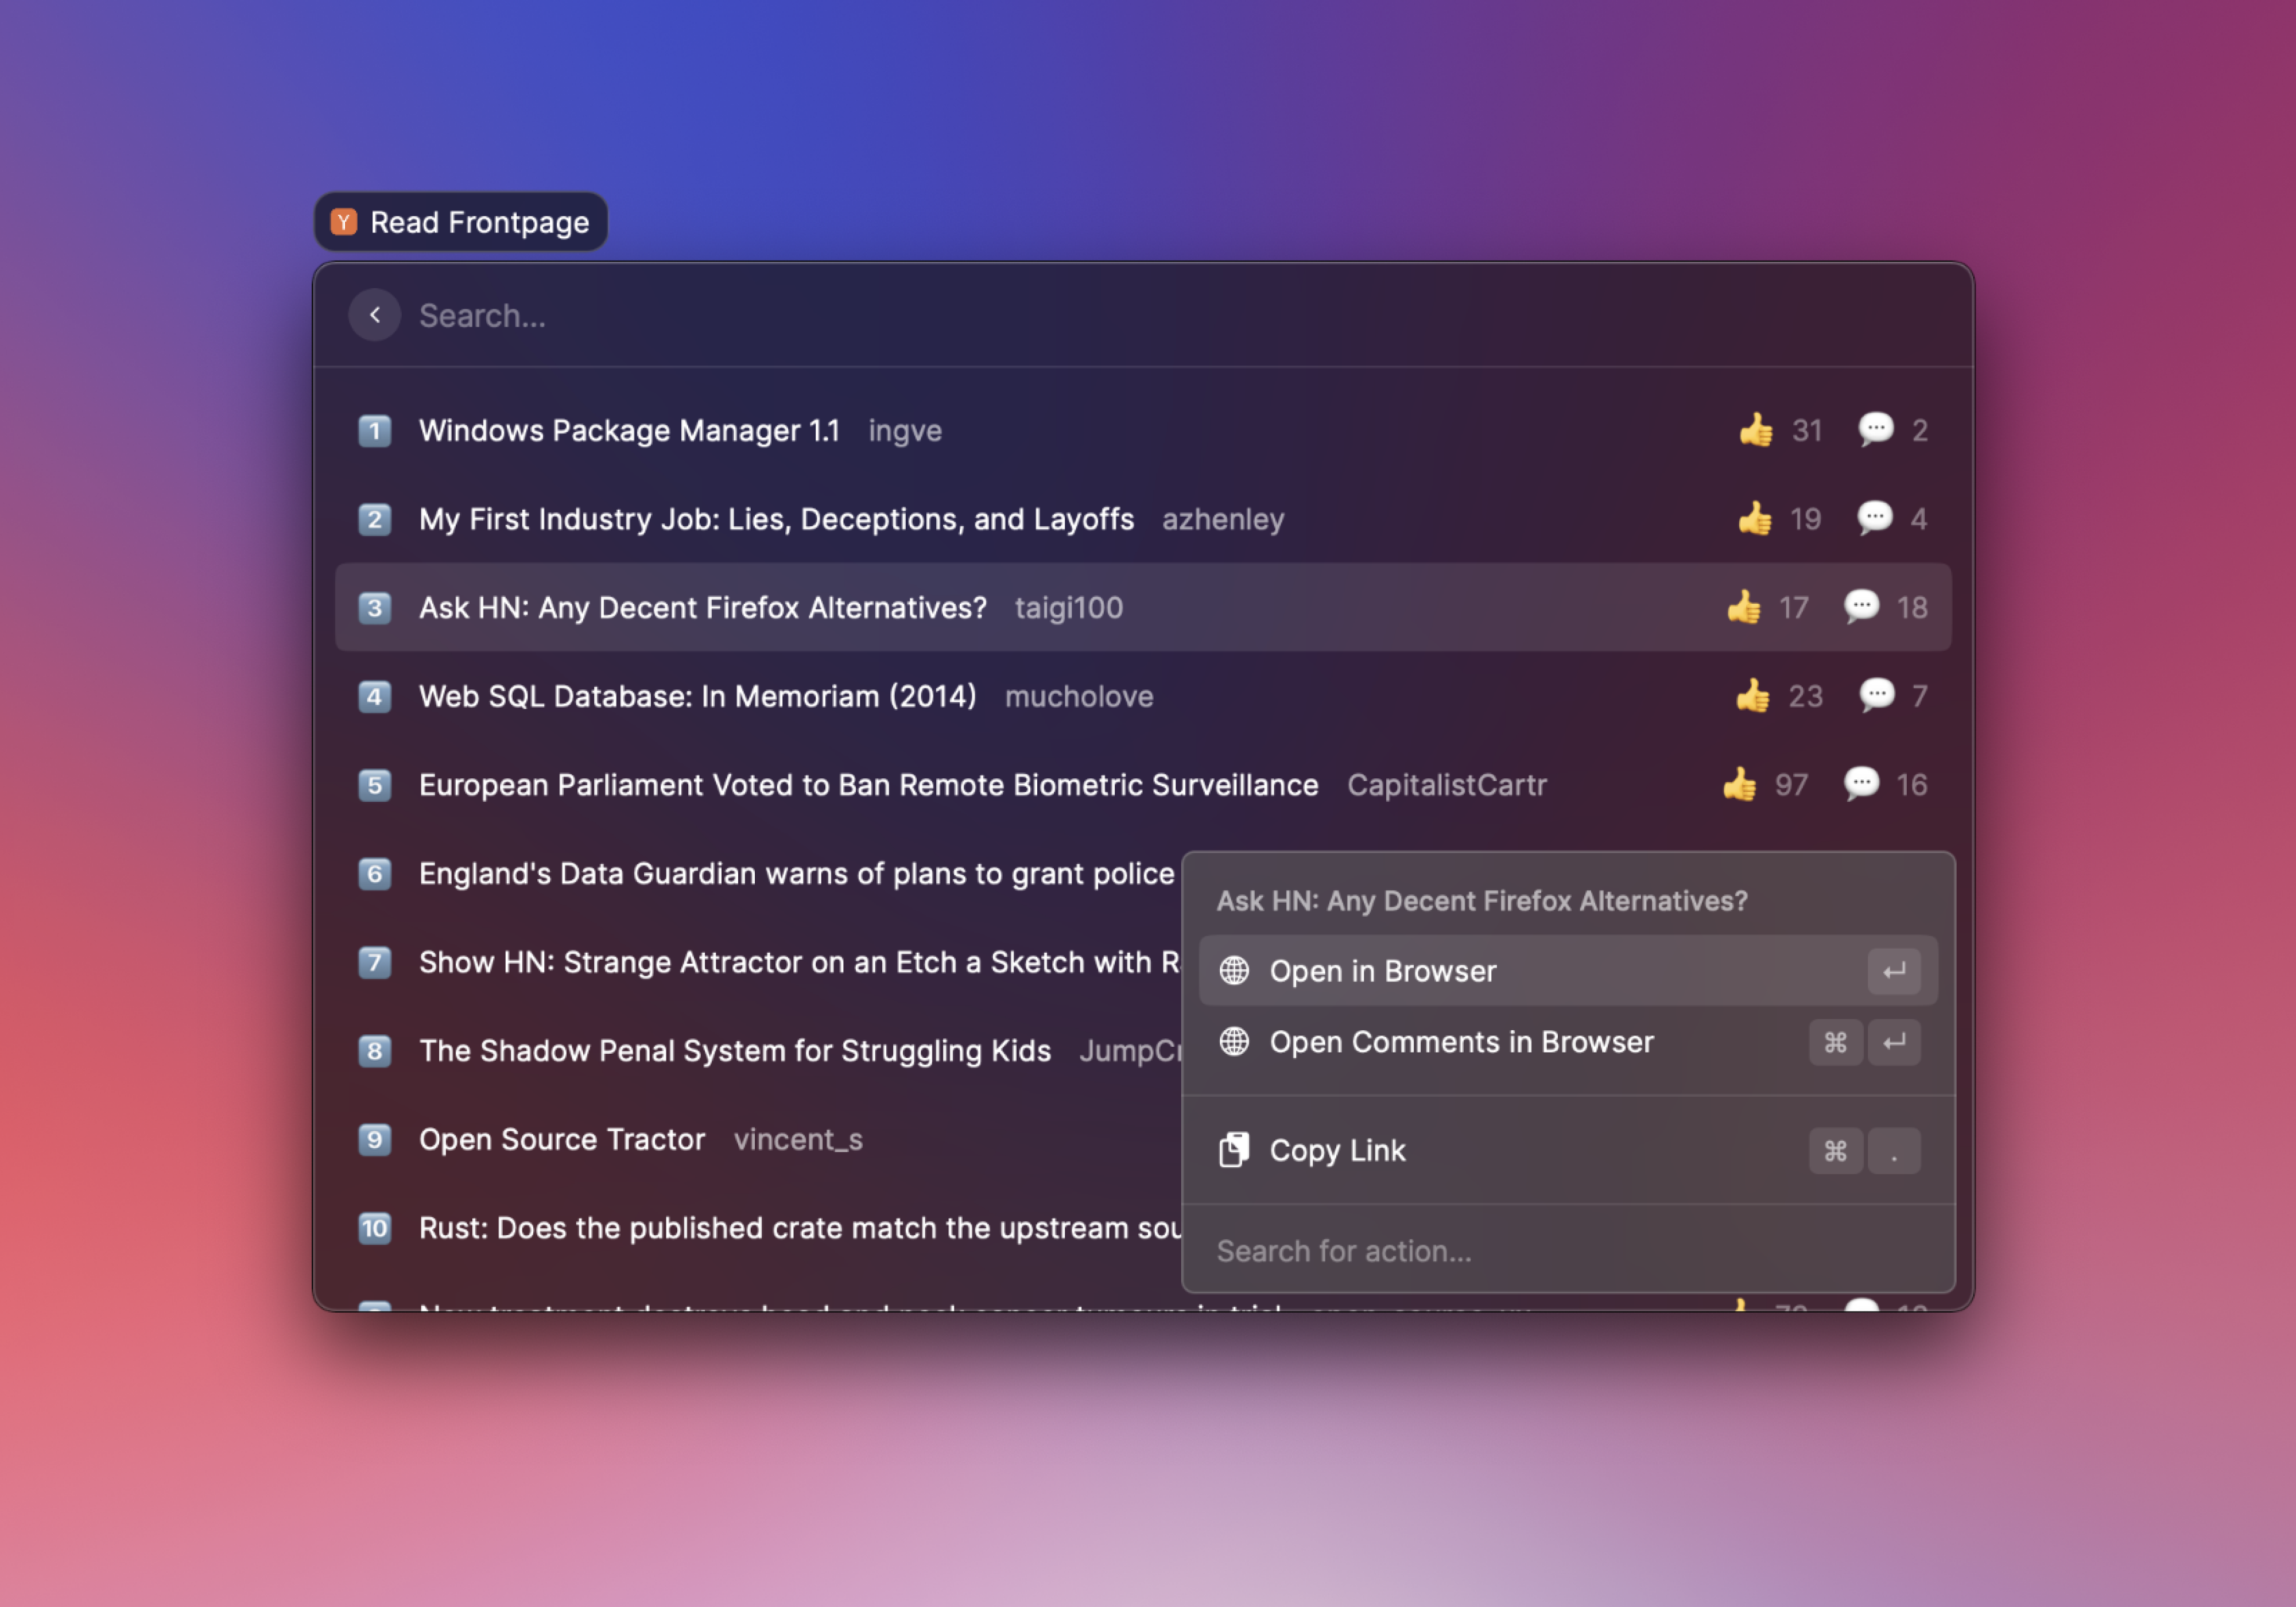 Y Read Frontpage
Search...
1 Windows Package Manager 1.1 ingve 👍 31 💬 2
2 My First Industry Job: Lies, Deceptions, and Layoffs azhenley 👍 19 💬 4
3 Ask HN: Any Decent Firefox Alternatives? taigi100 👍 17 💬 18
4 Web SQL Database: In Memoriam (2014) mucholove 👍 23 💬 7
5 European Parliament Voted to Ban Remote Biometric Surveillance CapitalistCartr 👍 97 💬 16
6 England's Data Guardian warns of plans to grant police
7 Show HN: Strange Attractor on an Etch a Sketch with
8 The Shadow Penal System for Struggling Kids
9 Open Source Tractor vincent_s
10 Rust: Does the published crate match the upstream
Ask HN: Any Decent Firefox Alternatives?
Open in Browser ↵
Open Comments in Browser ⌘ ↵
Copy Link ⌘ .
Search for action...